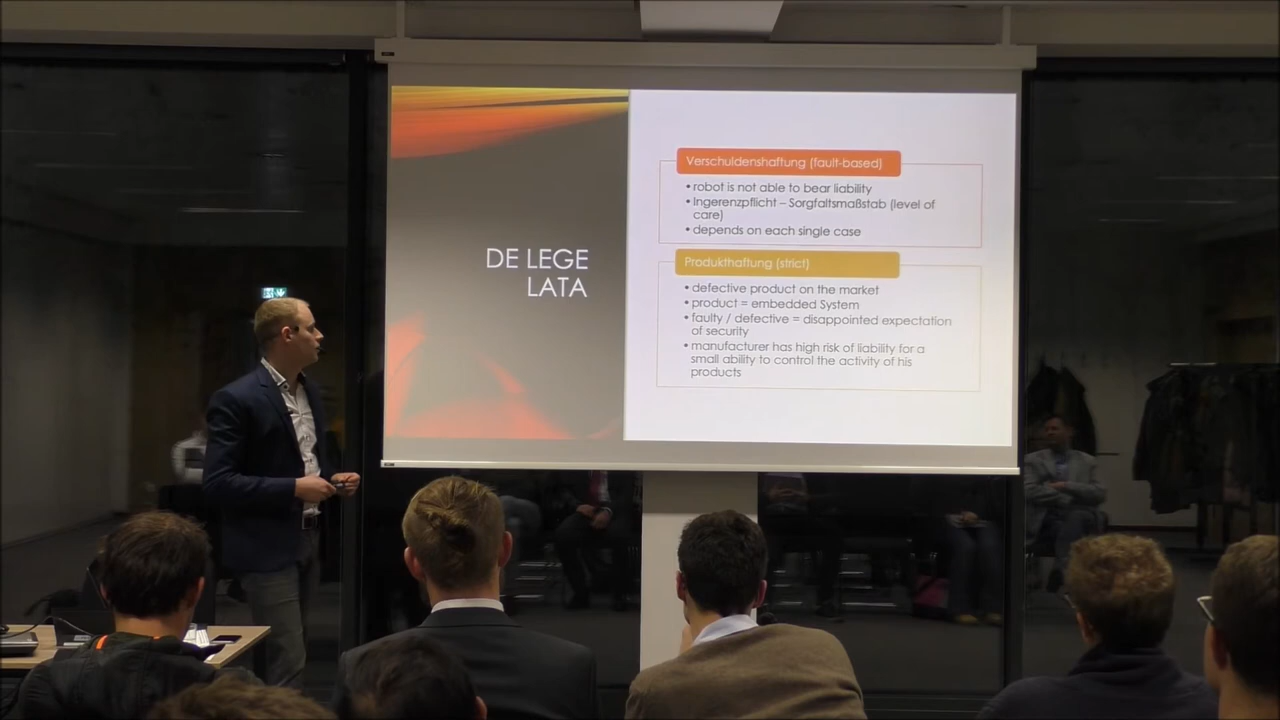 DE LEGE
LATA
Verschuldenshaftung (fault-based)
• robot is not able to bear liability
• Ingerenzpflicht – Sorgfaltsmaßstab (level of
care)
• depends on each single case
Produkthaftung (strict)
• defective product on the market
• product = embedded System
• faulty / defective = disappointed expectation
of security
• manufacturer has high risk of liability for a
small ability to control the activity of his
products